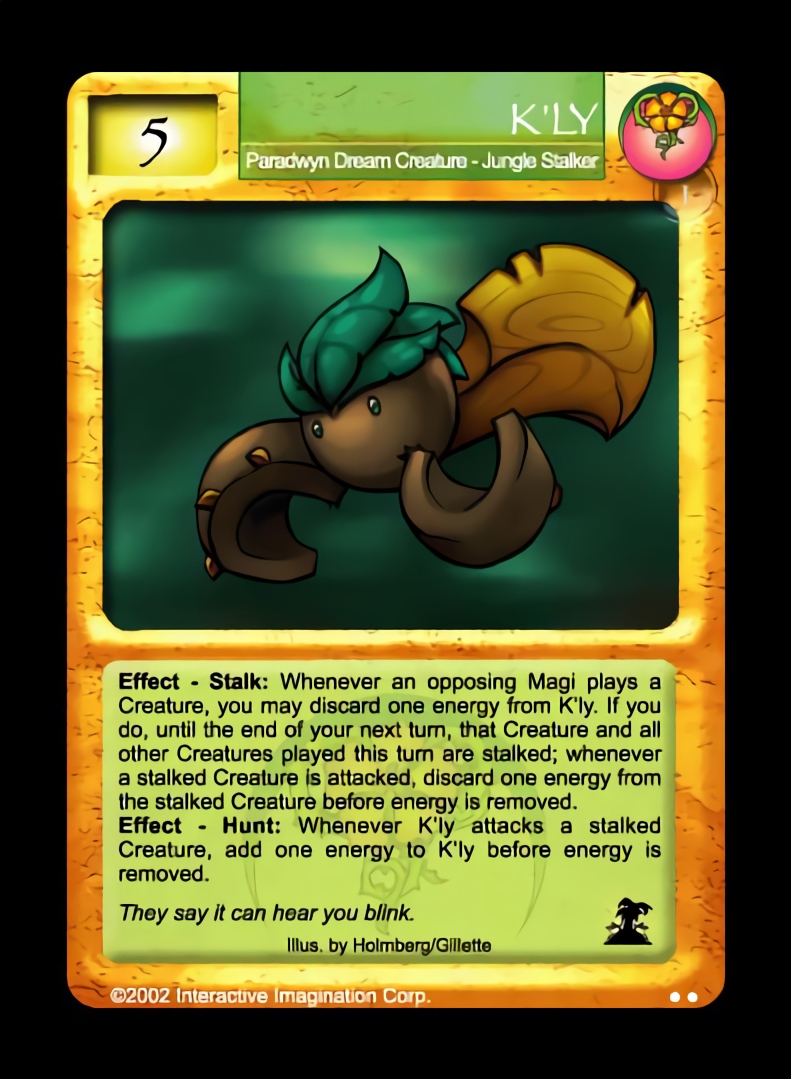 5
K'LY
Paradwyn Dream Creature - Jungle Stalker
Effect - Stalk: Whenever an opposing Magi plays a
Creature, you may discard one energy from K'ly. If you
do, until the end of your next turn, that Creature and all
other Creatures played this turn are stalked; whenever
a stalked Creature is attacked, discard one energy from
the stalked Creature before energy is removed.
Effect - Hunt: Whenever K'ly attacks a stalked
Creature, add one energy to K'ly before energy is
removed.
They say it can hear you blink.
Illus. by Holmberg/Gillette
©2002 Interactive Imagination Corp.